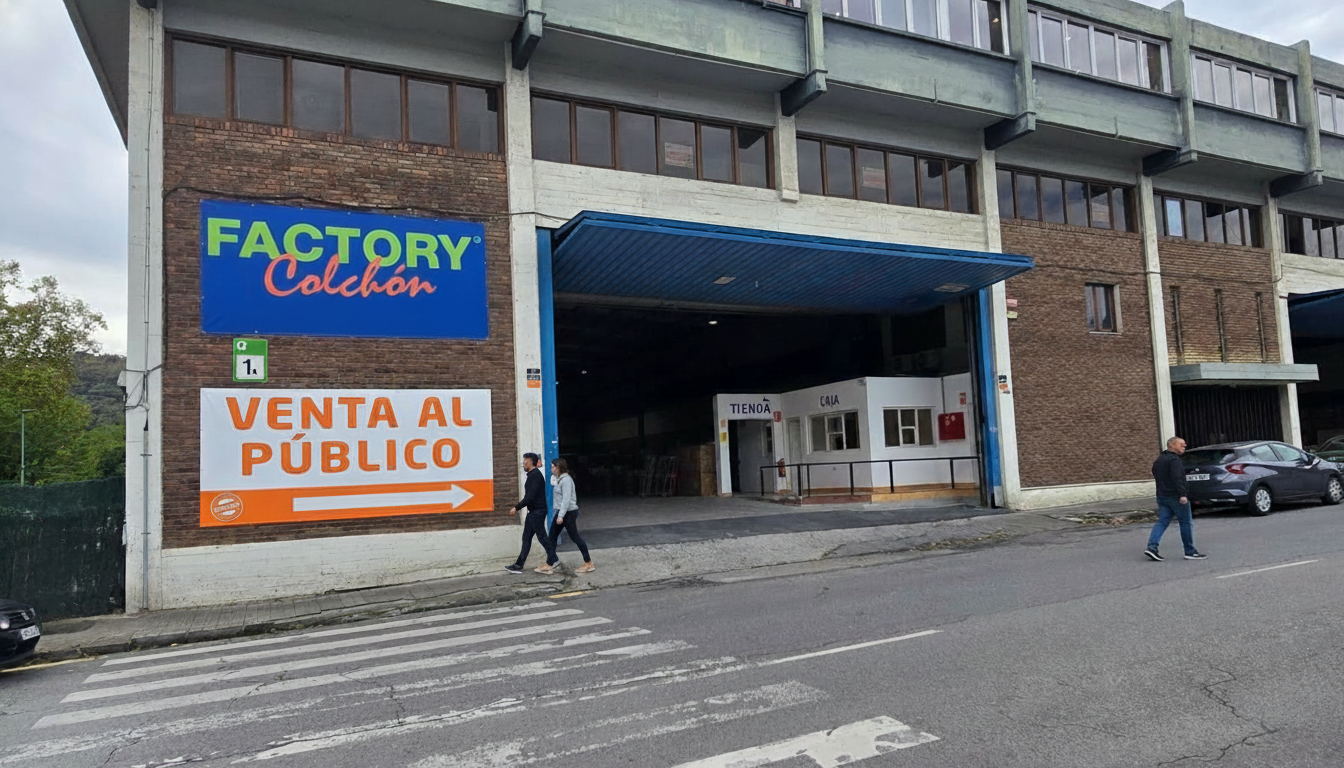 FACTORY®
Colchón
1A
VENTA AL
PÚBLICO
TIENDA
CAJA